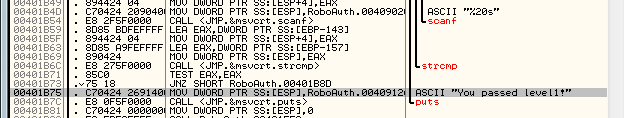 00401B49 . 894424 04 MOV DWORD PTR SS:[ESP+4],EAX
00401B4D . C70424 2090400 MOV DWORD PTR SS:[ESP],RoboAuth.00409020 ASCII "%20s"
00401B54 . E8 2F5F0000 CALL <JMP.&msvcrt.scanf> scanf
00401B59 . 8D85 BDFEFFFF LEA EAX,DWORD PTR SS:[EBP-143]
00401B5F . 894424 04 MOV DWORD PTR SS:[ESP+4],EAX
00401B63 . 8D85 A9FEFFFF LEA EAX,DWORD PTR SS:[EBP-157]
00401B69 . 890424 MOV DWORD PTR SS:[ESP],EAX
00401B6C . E8 275F0000 CALL <JMP.&msvcrt.strcmp> strcmp
00401B71 . 85C0 TEST EAX,EAX
00401B73 .v75 18 JNZ SHORT RoboAuth.00401B8D
00401B75 . C70424 2691400 MOV DWORD PTR SS:[ESP],RoboAuth.00409126 ASCII "You passed level1!"
00401B7C . E8 0F5F0000 CALL <JMP.&msvcrt.puts> puts
00401B81 . C70424 0000000 MOV DWORD PTR SS:[ESP],0